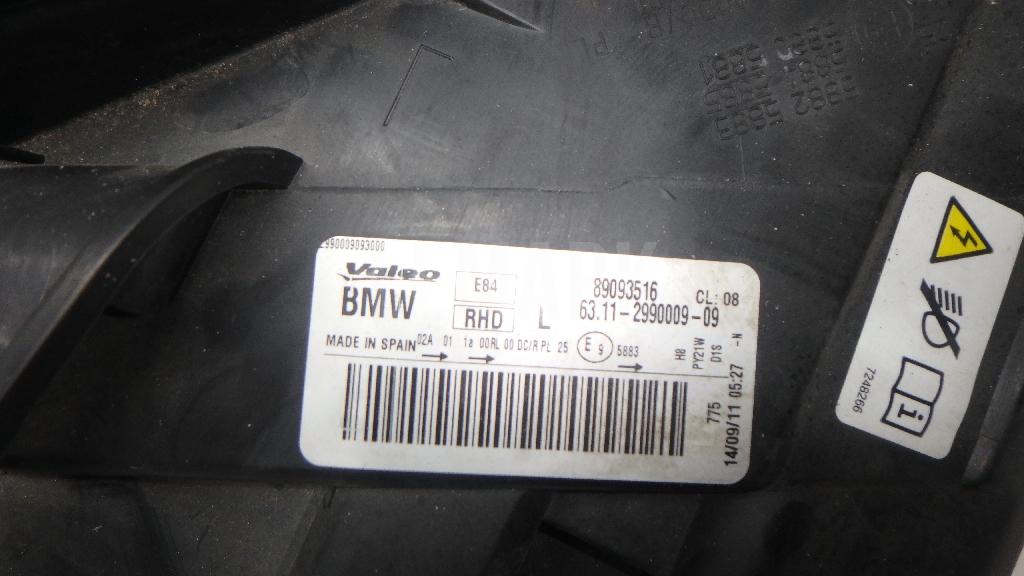 2990009093000
Valeo E84 89093516 CL: 08
BMW RHD L 63.11-2990009-09
MADE IN SPAIN 02A 01 1a 00RL 00 DC/R PL 25 E 9 5883
H8
PY21W
D1S
- N
775
14/09/11 05:27
7248266